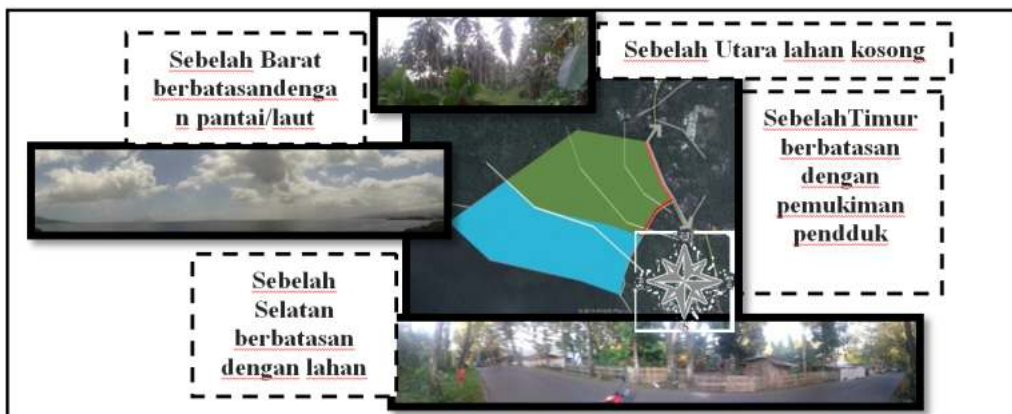 Sebelah Barat
berbatasandenga
n pantai/laut
Sebelah Utara lahan kosong
SebelahTimur
berbatasan
dengan
pemukiman
pendduk
Sebelah
Selatan
berbatasan
dengan lahan